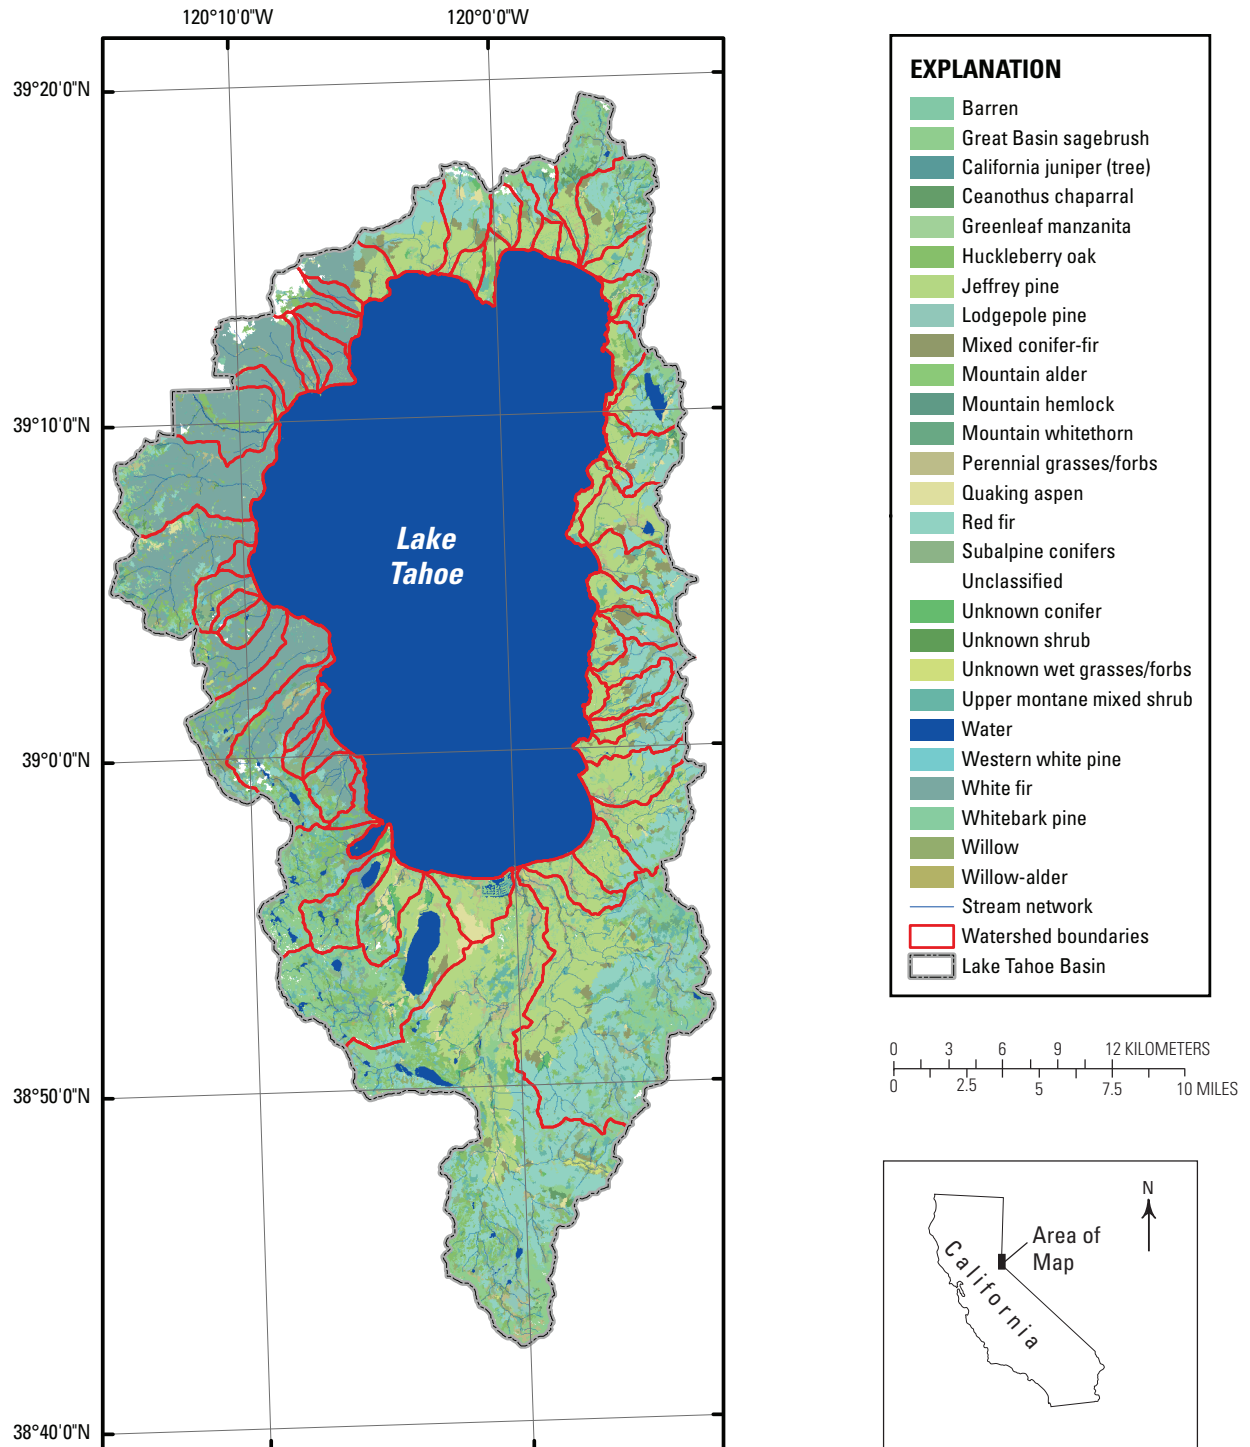 120°10'0"W 120°0'0"W
39°20'0"N
39°10'0"N
39°0'0"N
38°50'0"N
38°40'0"N
Lake
Tahoe
EXPLANATION
Barren
Great Basin sagebrush
California juniper (tree)
Ceanothus chaparral
Greenleaf manzanita
Huckleberry oak
Jeffrey pine
Lodgepole pine
Mixed conifer-fir
Mountain alder
Mountain hemlock
Mountain whitethorn
Perennial grasses/forbs
Quaking aspen
Red fir
Subalpine conifers
Unclassified
Unknown conifer
Unknown shrub
Unknown wet grasses/forbs
Upper montane mixed shrub
Water
Western white pine
White fir
Whitebark pine
Willow
Willow-alder
Stream network
Watershed boundaries
Lake Tahoe Basin
0 3 6 9 12 KILOMETERS
0 2.5 5 7.5 10 MILES
N
Area of
Map
California